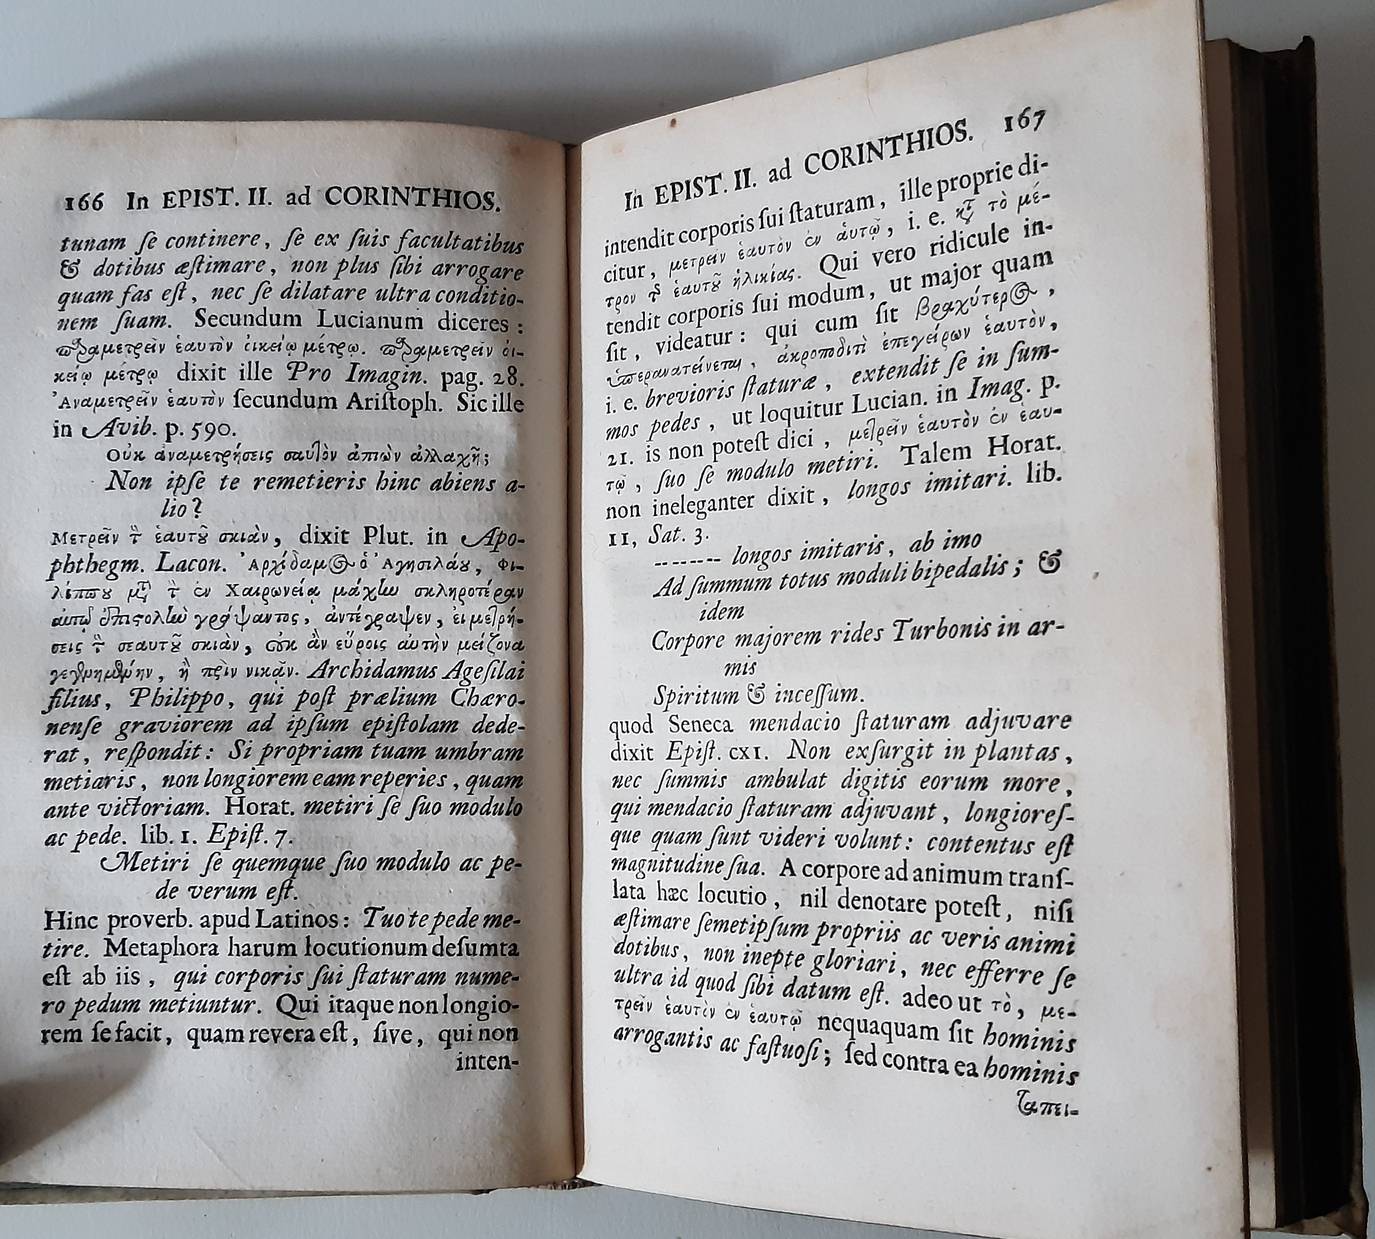 166 In EPIST. II. ad CORINTHIOS.
tunam ſe continere, ſe ex ſuis facultatibus
& dotibus æſtimare, non plus ſibi arrogare
quam fas eſt, nec ſe dilatare ultra conditio-
nem ſuam. Secundum Lucianum diceres:
παραμετρεῖν ἑαυτὸν οἰκείῳ μέτρῳ. παραμετρεῖν οἰ-
κείῳ μέτρῳ dixit ille Pro Imagin. pag. 28.
Ἀναμετρεῖν ἑαυτὸν ſecundum Ariſtoph. Sic ille
in Avib. p. 590.
Οὐκ ἀναμετρήσεις σαυτὸν ἀπιὼν ἀλλαχῆ;
Non ipſe te remetieris hinc abiens a-
lio?
Μετρεῖν τὴν ἑαυτοῦ σκιὰν, dixit Plut. in Apo-
phthegm. Lacon. Ἀρχίδαμος ὁ Ἀγησιλάου, Φι-
λίππου μετὰ τὴν ἐν Χαιρωνείᾳ μάχην σκληροτέραν
αὐτῷ ἐπιστολὴν γράψαντος, ἀντέγραψεν, εἰ μετρή-
σεις τὴν σεαυτοῦ σκιὰν, οὐκ ἂν εὕροις αὐτὴν μείζονα
γεγενημένην, ἢ πρὶν νικᾶν. Archidamus Ageſilai
filius, Philippo, qui poſt prælium Chæro-
nenſe graviorem ad ipſum epiſtolam dede-
rat, reſpondit: Si propriam tuam umbram
metiaris, non longiorem eam reperies, quam
ante victoriam. Horat. metiri ſe ſuo modulo
ac pede. lib. 1. Epiſt. 7.
Metiri ſe quemque ſuo modulo ac pe-
de verum eſt.
Hinc proverb. apud Latinos: Tuo te pede me-
tire. Metaphora harum locutionum deſumta
eſt ab iis, qui corporis ſui ſtaturam nume-
ro pedum metiuntur. Qui itaque non longio-
rem ſe facit, quam revera eſt, ſive, qui non
inten-
In EPIST. II. ad CORINTHIOS. 167
intendit corporis ſui ſtaturam, ille proprie di-
citur, μετρεῖν ἑαυτὸν ἐν ἑαυτῷ, i. e. κατὰ τὸ μέ-
τρον τῆς ἑαυτοῦ ἡλικίας. Qui vero ridicule in-
tendit corporis ſui modum, ut major quam
ſit, videatur: qui cum ſit βραχύτερος,
ὑπερανατείνεται, ἀκροποδιτὶ ἐπεγείρων ἑαυτὸν,
i. e. brevioris ſtaturæ, extendit ſe in ſum-
mos pedes, ut loquitur Lucian. in Imag. p.
21. is non poteſt dici, μετρεῖν ἑαυτὸν ἐν ἑαυ-
τῷ, ſuo ſe modulo metiri. Talem Horat.
non ineleganter dixit, longos imitari. lib.
11, Sat. 3.
------- longos imitaris, ab imo
Ad ſummum totus moduli bipedalis; &
idem
Corpore majorem rides Turbonis in ar-
mis
Spiritum & inceſſum.
quod Seneca mendacio ſtaturam adjuvare
dixit Epiſt. CXI. Non exſurgit in plantas,
nec ſummis ambulat digitis eorum more,
qui mendacio ſtaturam adjuvant, longioreſ-
que quam ſunt videri volunt: contentus eſt
magnitudine ſua. A corpore ad animum tranſ-
lata hæc locutio, nil denotare poteſt, niſi
æſtimare ſemetipſum propriis ac veris animi
dotibus, non inepte gloriari, nec efferre ſe
ultra id quod ſibi datum eſt. adeo ut τὸ, με-
τρεῖν ἑαυτὸν ἐν ἑαυτῷ nequaquam ſit hominis
arrogantis ac faſtuoſi; ſed contra ea hominis
ταπει-